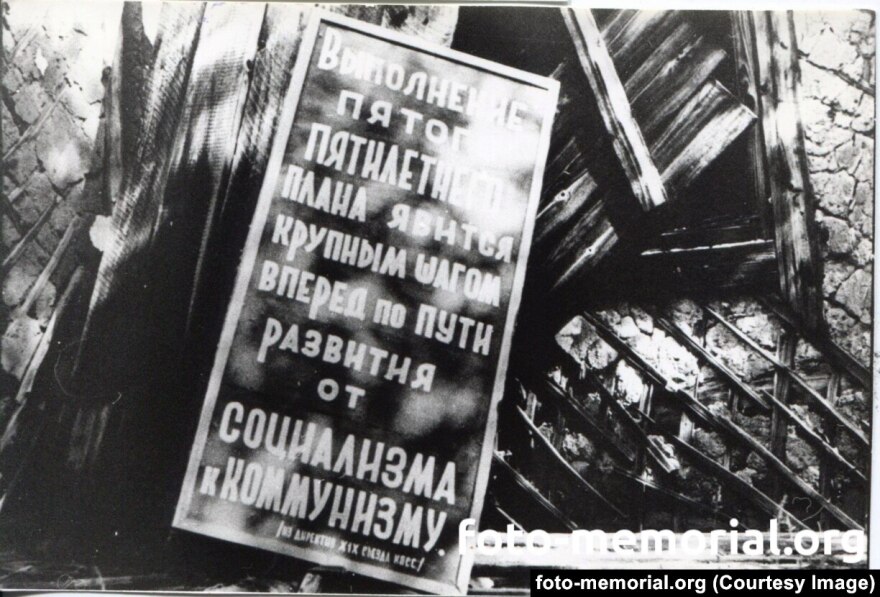 Выполнение
пятого
пятилетнего
плана явится
крупным шагом
вперед по пути
развития
от
социализма
к коммунизму.
/из директив XIX съезда КПСС/
foto-memorial.org
foto-memorial.org (Courtesy Image)